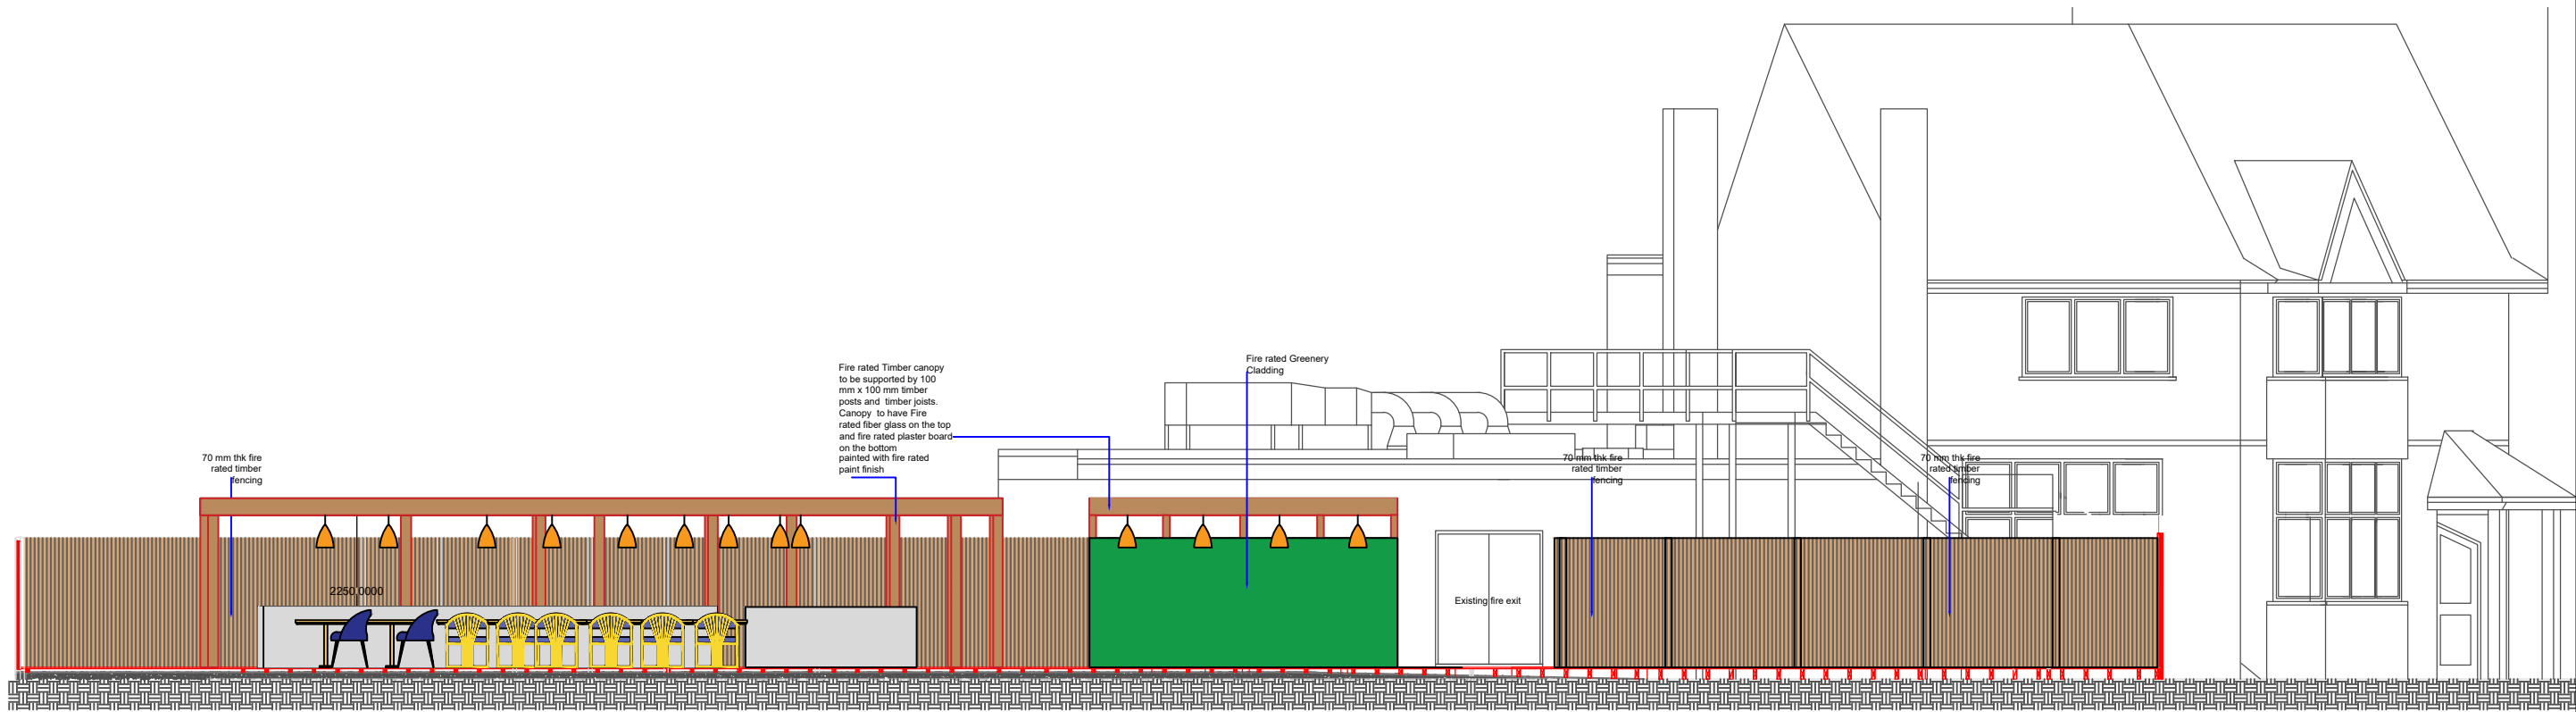 70 mm thk fire
rated timber
fencing
2250.0000
Fire rated Timber canopy
to be supported by 100
mm x 100 mm timber
posts and  timber joists.
Canopy  to have Fire
rated fiber glass on the top
and fire rated plaster board
on the bottom
painted with fire rated
paint finish
Fire rated Greenery
Cladding
Existing fire exit
70 mm thk fire
rated timber
fencing
70 mm thk fire
rated timber
fencing